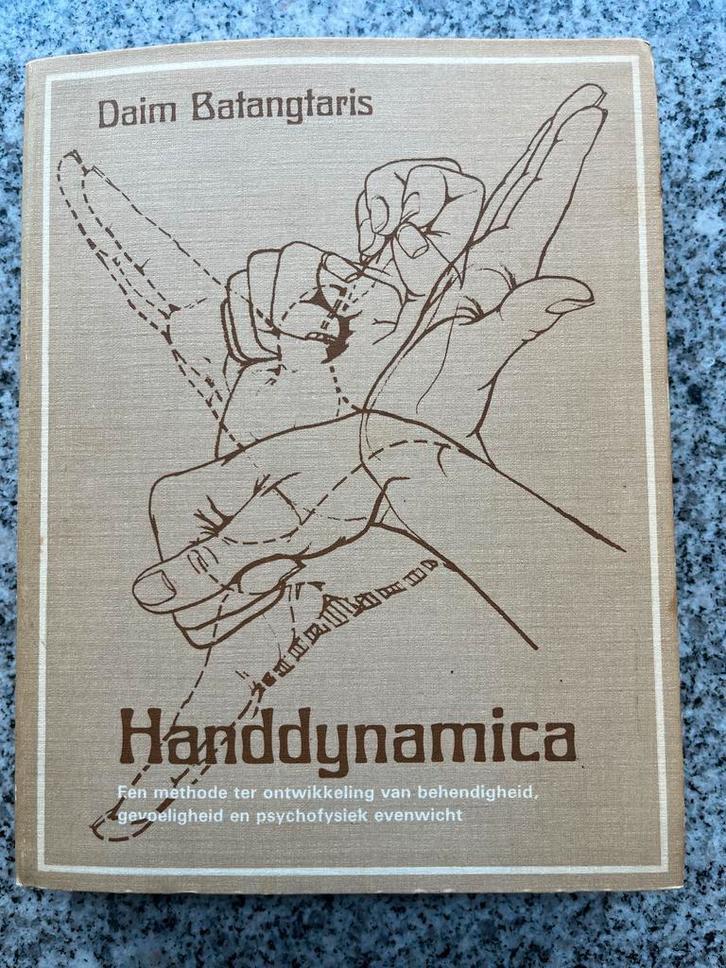 Daim Batangtaris
Handdynamica
Een methode ter ontwikkeling van behendigheid,
gevoeligheid en psychofysiek evenwicht